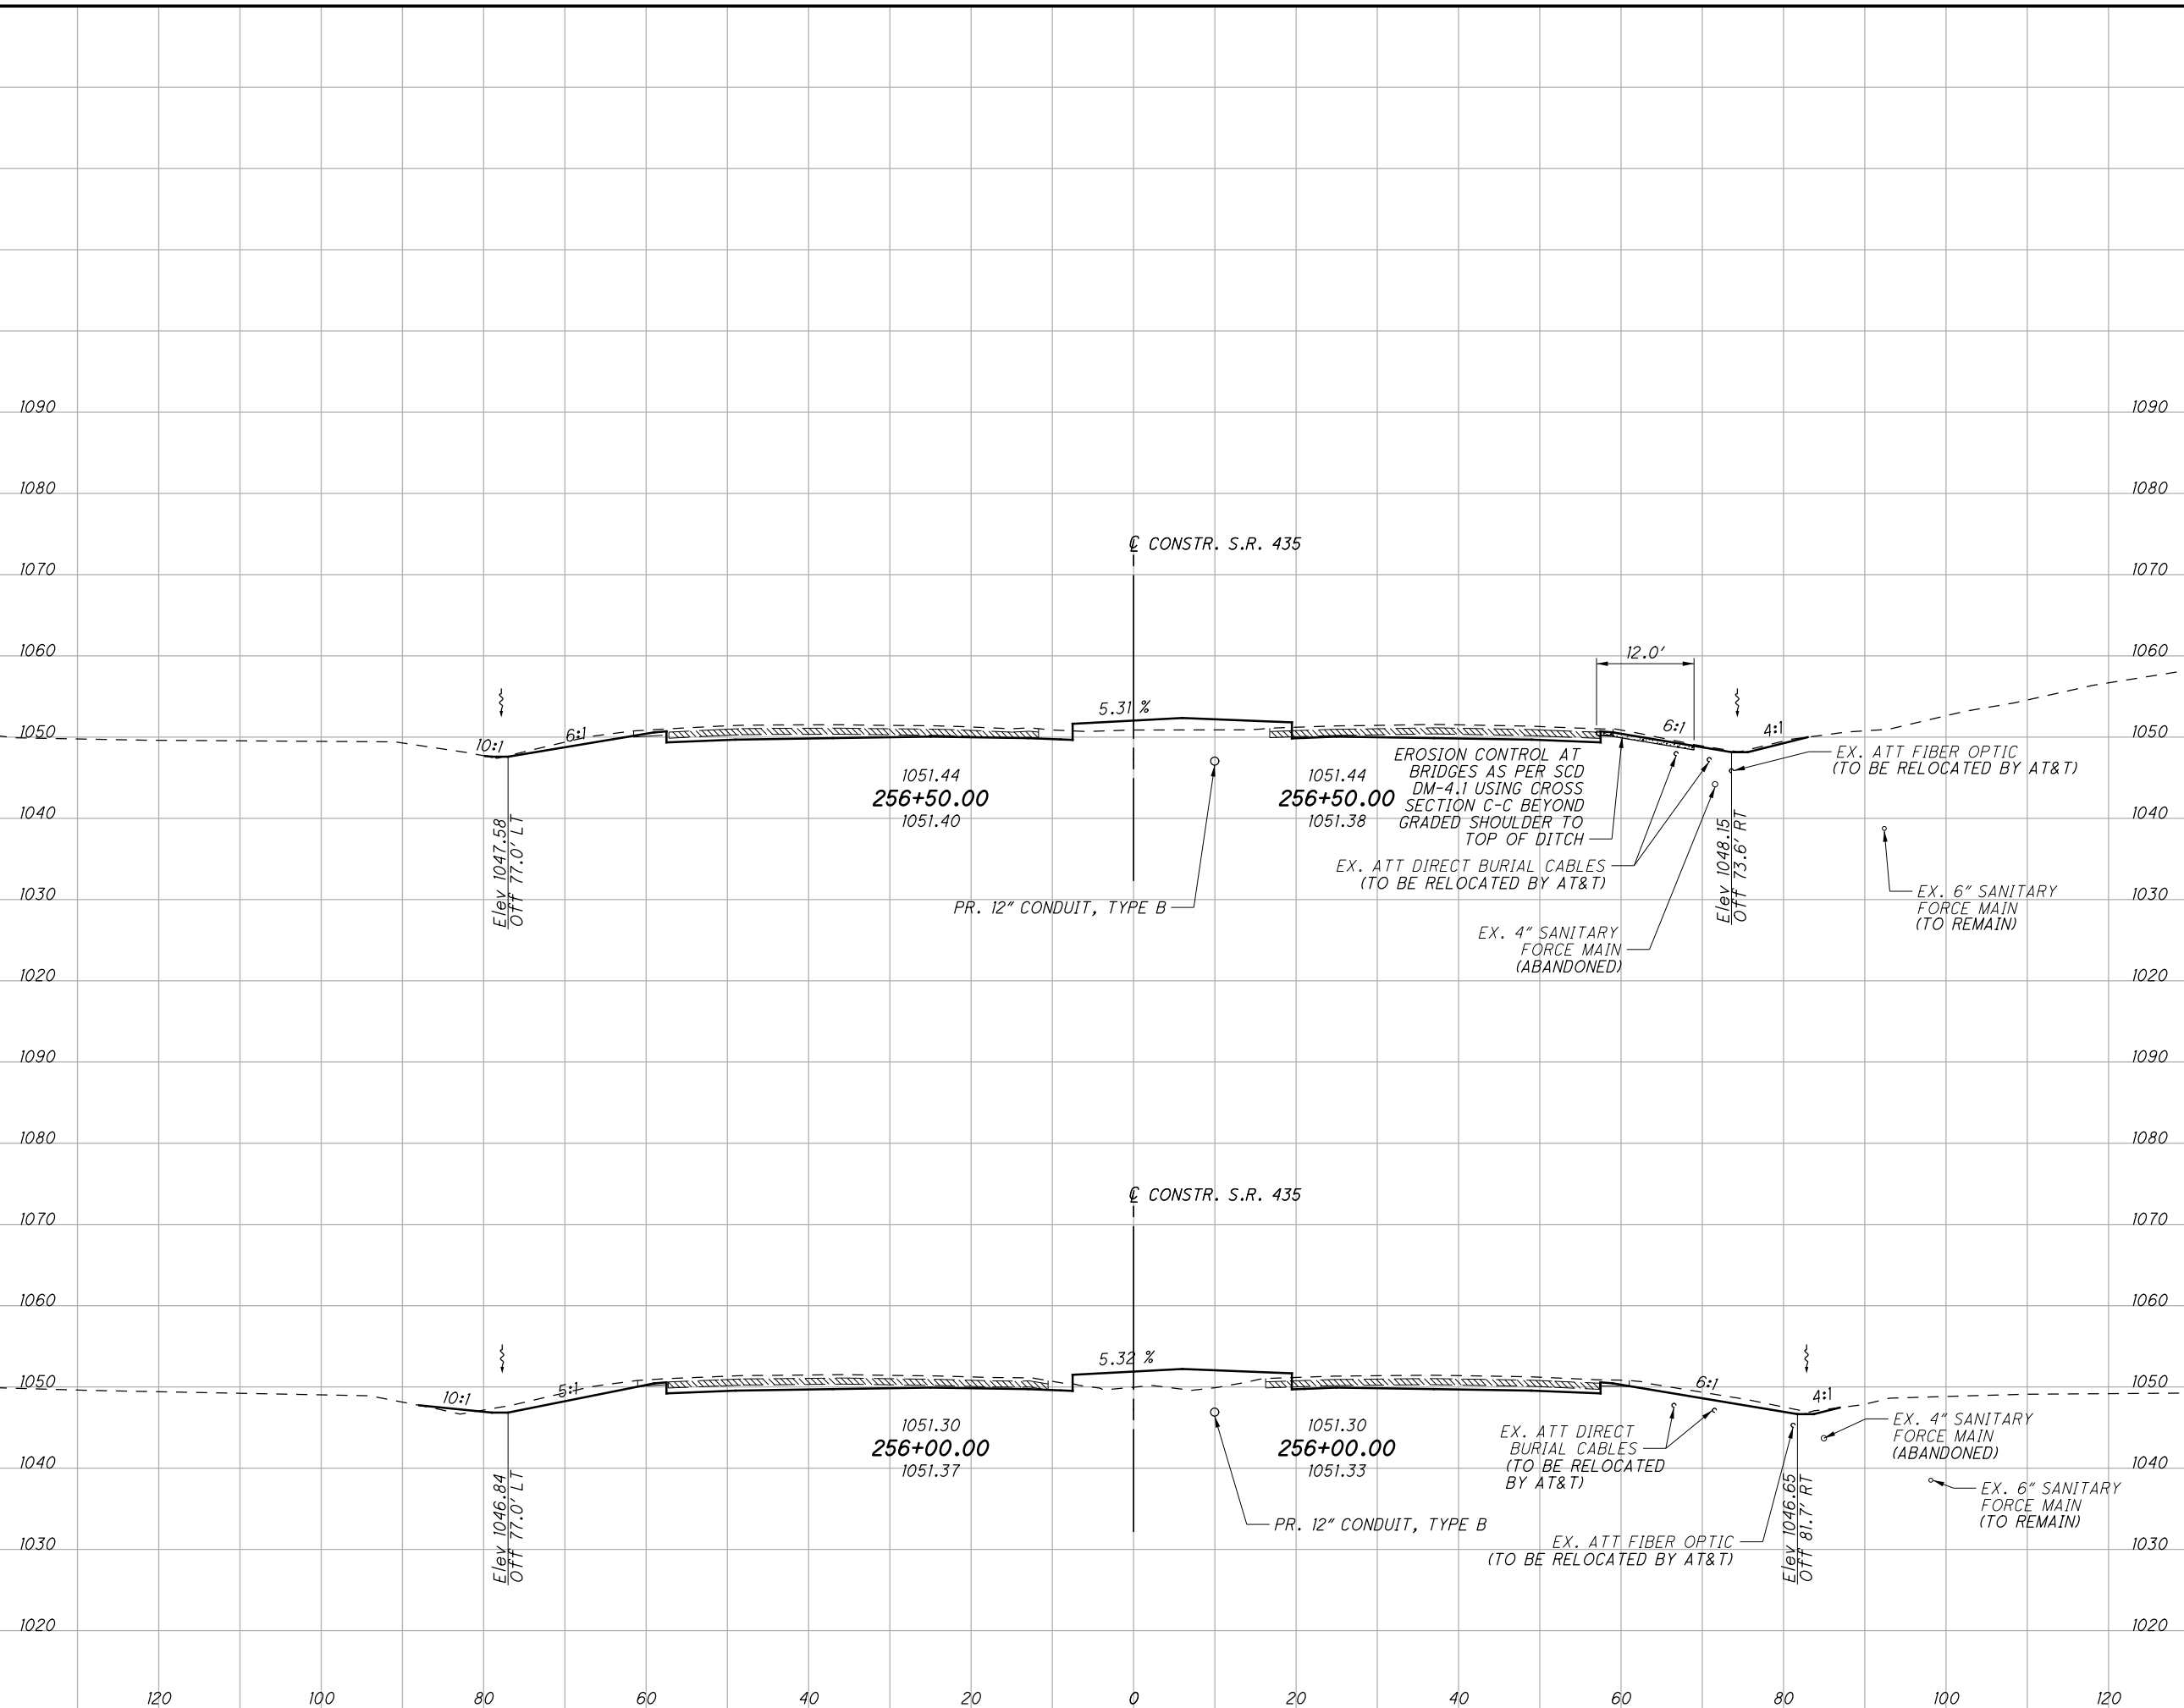 1090 1090
1080 1080
℄ CONSTR. S.R. 435
1070 1070
1060 1060
12.0'
5.31 %
1050 1050
10:1 6:1 6:1 4:1
EX. ATT FIBER OPTIC
(TO BE RELOCATED BY AT&T)
1051.44
256+50.00
1051.40
1051.44
256+50.00
1051.38
EROSION CONTROL AT
BRIDGES AS PER SCD
DM-4.1 USING CROSS
SECTION C-C BEYOND
GRADED SHOULDER TO
TOP OF DITCH
1040 1040
Elev 1047.58
Off 77.0' LT
Elev 1048.15
Off 73.6' RT
EX. ATT DIRECT BURIAL CABLES
(TO BE RELOCATED BY AT&T)
1030 1030
EX. 6" SANITARY
FORCE MAIN
(TO REMAIN)
PR. 12" CONDUIT, TYPE B
EX. 4" SANITARY
FORCE MAIN
(ABANDONED)
1020 1020
1090 1090
1080 1080
℄ CONSTR. S.R. 435
1070 1070
1060 1060
5.32 %
1050 1050
10:1 5:1 6:1 4:1
EX. 4" SANITARY
FORCE MAIN
(ABANDONED)
1051.30
256+00.00
1051.37
1051.30
256+00.00
1051.33
EX. ATT DIRECT
BURIAL CABLES
(TO BE RELOCATED
BY AT&T)
1040 1040
Elev 1046.84
Off 77.0' LT
Elev 1046.65
Off 81.7' RT
EX. 6" SANITARY
FORCE MAIN
(TO REMAIN)
PR. 12" CONDUIT, TYPE B
EX. ATT FIBER OPTIC
(TO BE RELOCATED BY AT&T)
1030 1030
1020 1020
120 100 80 60 40 20 0 20 40 60 80 100 120